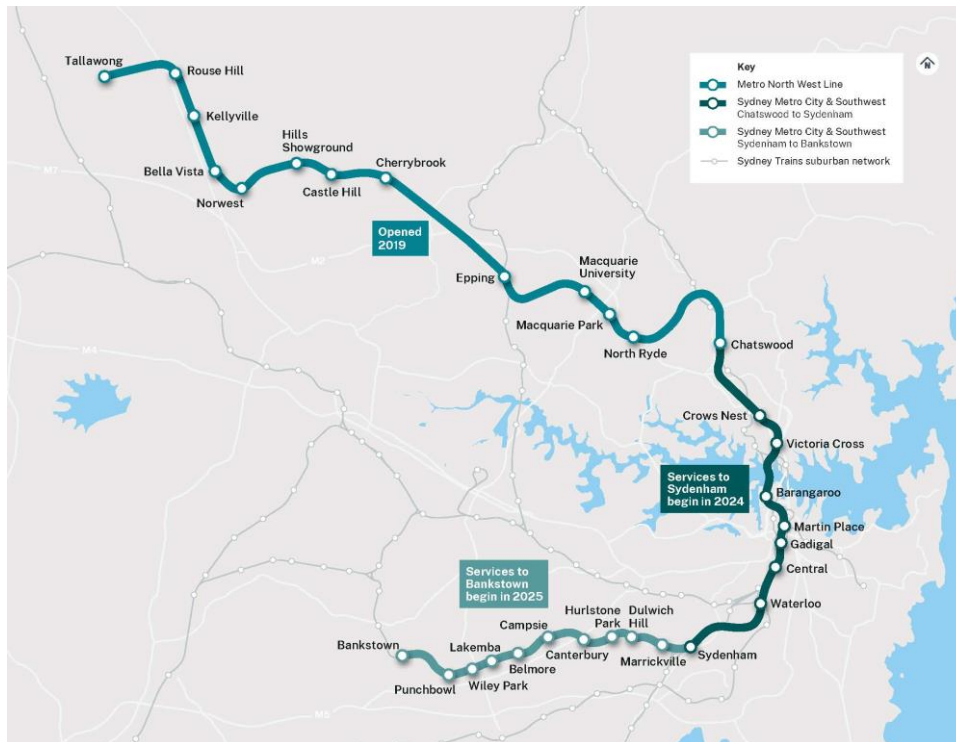 Tallawong
Rouse Hill
Kellyville
Bella Vista
Norwest
Hills
Showground
Castle Hill
Cherrybrook
Key
Metro North West Line
Sydney Metro City & Southwest
Chatswood to Sydenham
Sydney Metro City & Southwest
Sydenham to Bankstown
Sydney Trains suburban network
N
M7
M2
Opened
2019
Epping
Macquarie
University
Macquarie Park
North Ryde
Chatswood
M4
Crows Nest
Victoria Cross
Services to
Sydenham
begin in 2024
Barangaroo
Martin Place
Gadigal
Central
Waterloo
Services to
Bankstown
begin in 2025
Bankstown
Punchbowl
Lakemba
Wiley Park
Belmore
Campsie
Canterbury
Hurlstone
Park
Dulwich
Hill
Marrickville
Sydenham
M5